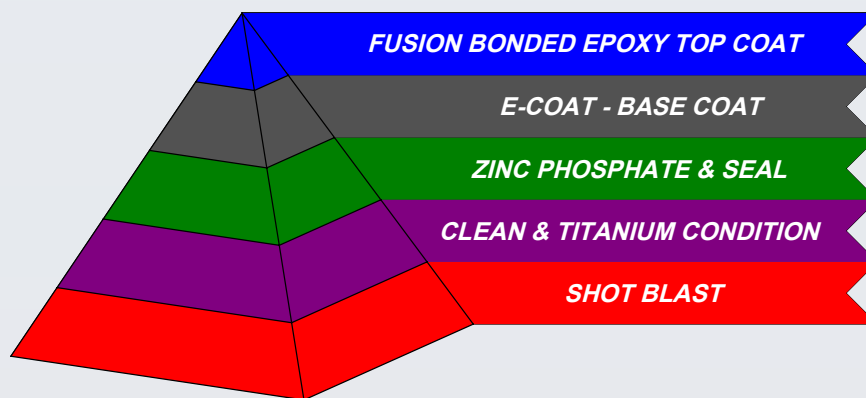 FUSION BONDED EPOXY TOP COAT
E-COAT - BASE COAT
ZINC PHOSPHATE & SEAL
CLEAN & TITANIUM CONDITION
SHOT BLAST